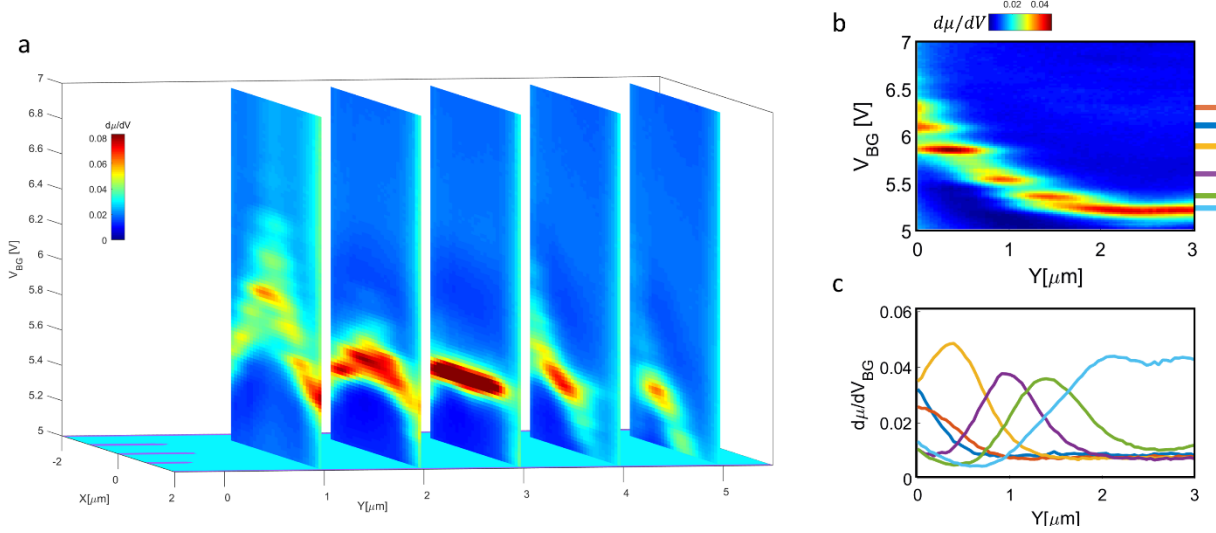 a
7
6.8
6.6
6.4
6.2
6
5.8
5.6
5.4
5.2
5
V_BG [V]
dμ/dV
0.08
0.06
0.04
0.02
0
-2
0
2
X[μm]
0
1
2
3
4
5
Y[μm]
b
dμ/dV
0.02 0.04
7
6.5
6
5.5
5
V_BG [V]
0 1 2 3
Y[μm]
c
0.06
0.04
0.02
0
dμ/dV_BG
0 1 2 3
Y[μm]